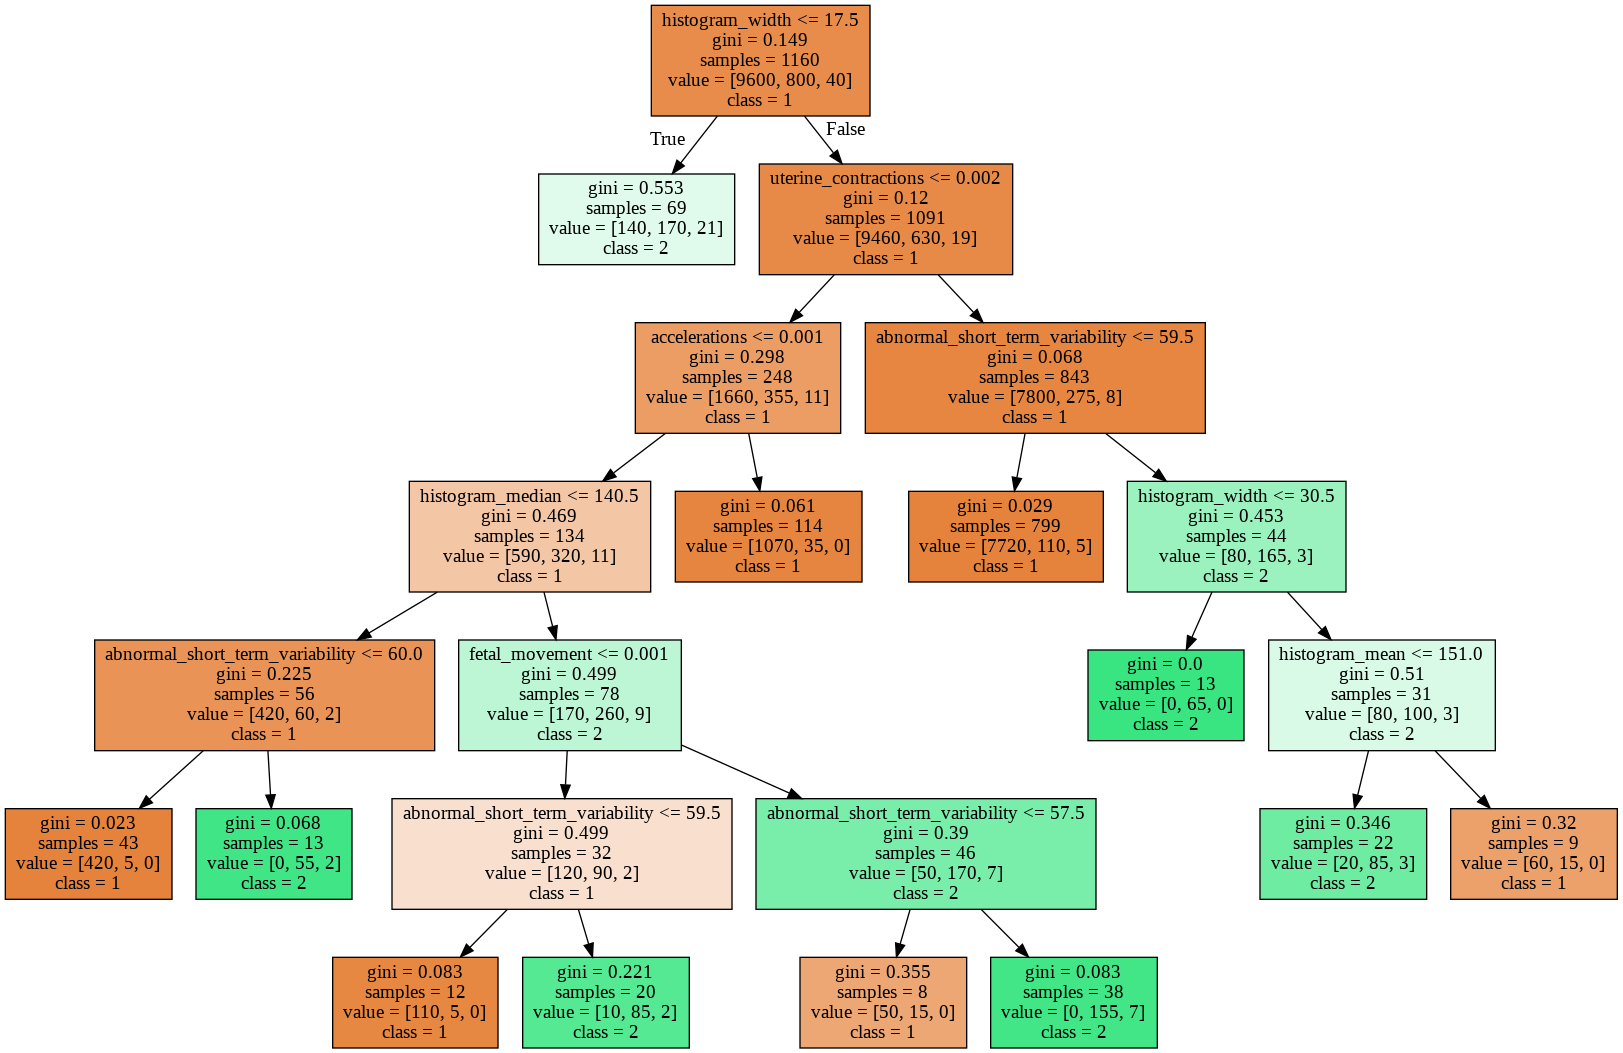 histogram_width <= 17.5
gini = 0.149
samples = 1160
value = [9600, 800, 40]
class = 1
True
False
gini = 0.553
samples = 69
value = [140, 170, 21]
class = 2
uterine_contractions <= 0.002
gini = 0.12
samples = 1091
value = [9460, 630, 19]
class = 1
accelerations <= 0.001
gini = 0.298
samples = 248
value = [1660, 355, 11]
class = 1
abnormal_short_term_variability <= 59.5
gini = 0.068
samples = 843
value = [7800, 275, 8]
class = 1
histogram_median <= 140.5
gini = 0.469
samples = 134
value = [590, 320, 11]
class = 1
gini = 0.061
samples = 114
value = [1070, 35, 0]
class = 1
gini = 0.029
samples = 799
value = [7720, 110, 5]
class = 1
histogram_width <= 30.5
gini = 0.453
samples = 44
value = [80, 165, 3]
class = 2
abnormal_short_term_variability <= 60.0
gini = 0.225
samples = 56
value = [420, 60, 2]
class = 1
fetal_movement <= 0.001
gini = 0.499
samples = 78
value = [170, 260, 9]
class = 2
gini = 0.0
samples = 13
value = [0, 65, 0]
class = 2
histogram_mean <= 151.0
gini = 0.51
samples = 31
value = [80, 100, 3]
class = 2
gini = 0.023
samples = 43
value = [420, 5, 0]
class = 1
gini = 0.068
samples = 13
value = [0, 55, 2]
class = 2
abnormal_short_term_variability <= 59.5
gini = 0.499
samples = 32
value = [120, 90, 2]
class = 1
abnormal_short_term_variability <= 57.5
gini = 0.39
samples = 46
value = [50, 170, 7]
class = 2
gini = 0.346
samples = 22
value = [20, 85, 3]
class = 2
gini = 0.32
samples = 9
value = [60, 15, 0]
class = 1
gini = 0.083
samples = 12
value = [110, 5, 0]
class = 1
gini = 0.221
samples = 20
value = [10, 85, 2]
class = 2
gini = 0.355
samples = 8
value = [50, 15, 0]
class = 1
gini = 0.083
samples = 38
value = [0, 155, 7]
class = 2